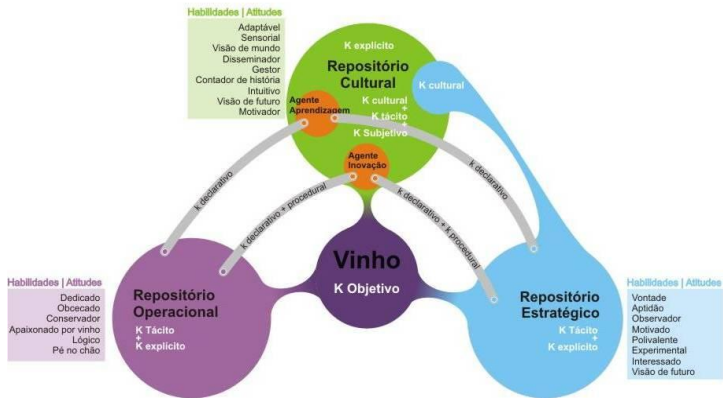 Habilidades | Atitudes
Adaptável
Sensorial
Visão de mundo
Disseminador
Gestor
Contador de história
Intuitivo
Visão de futuro
Motivador
K explícito
Repositório
Cultural
K cultural
+
K tácito
+
K Subjetivo
K cultural
Agente
Aprendizagem
Agente
Inovação
k declarativo
k declarativo + procedural
k declarativo + k procedural
k declarativo
Vinho
K Objetivo
Habilidades | Atitudes
Dedicado
Obcecado
Conservador
Apaixonado por vinho
Lógico
Pé no chão
Repositório
Operacional
K Tácito
+
K explícito
Repositório
Estratégico
K Tácito
+
K explícito
Habilidades | Atitudes
Vontade
Aptidão
Observador
Motivado
Polivalente
Experimental
Interessado
Visão de futuro